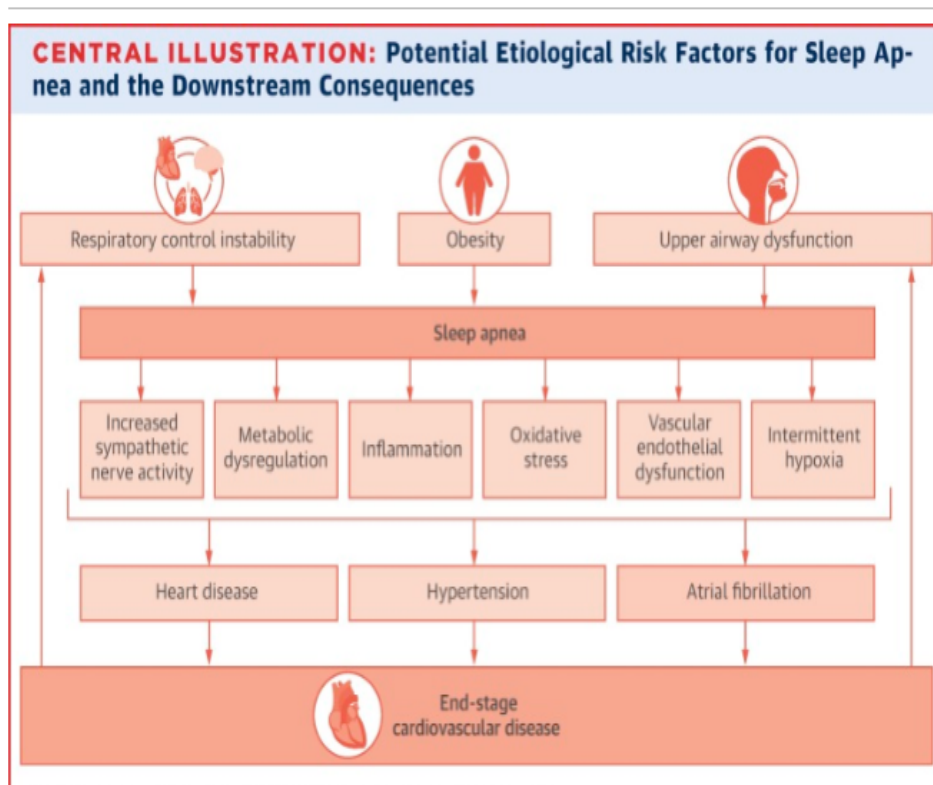 CENTRAL ILLUSTRATION: Potential Etiological Risk Factors for Sleep Ap-
nea and the Downstream Consequences
Respiratory control instability
Obesity
Upper airway dysfunction
Sleep apnea
Increased
sympathetic
nerve activity
Metabolic
dysregulation
Inflammation
Oxidative
stress
Vascular
endothelial
dysfunction
Intermittent
hypoxia
Heart disease
Hypertension
Atrial fibrillation
End-stage
cardiovascular disease